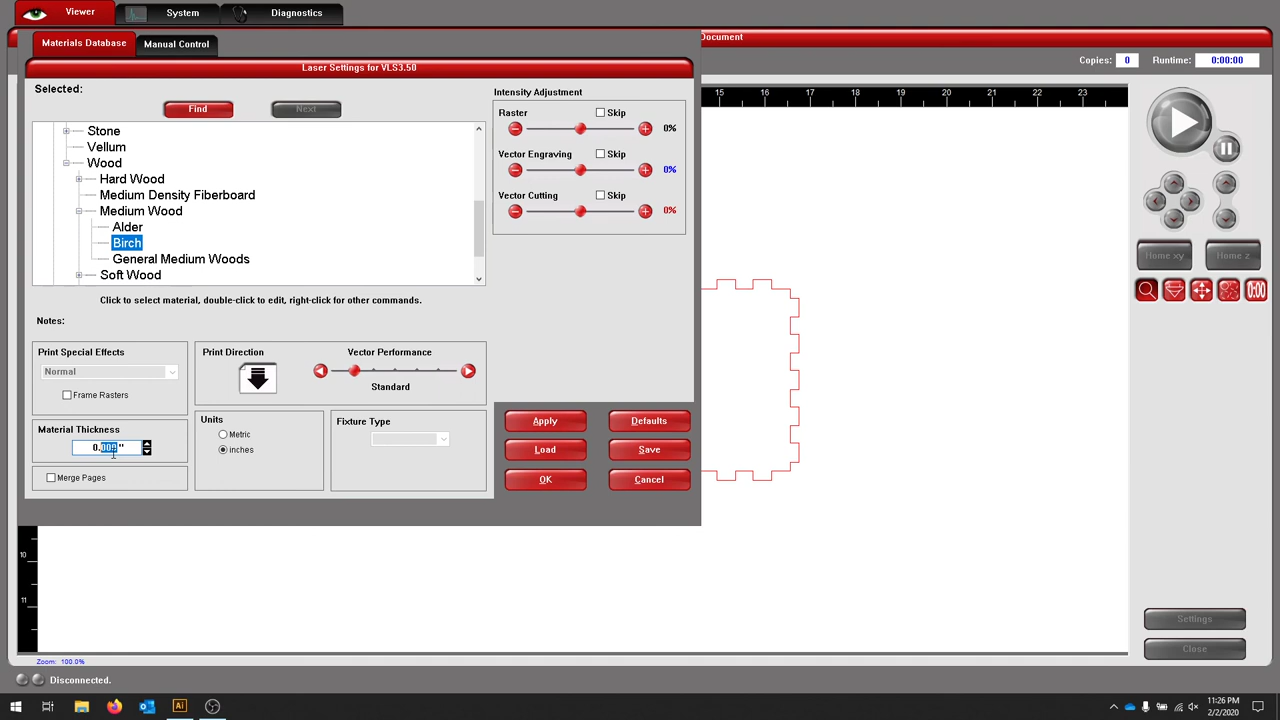 Viewer
System
Diagnostics
Materials Database
Manual Control
Document
Laser Settings for VLS3.50
Copies: 0 Runtime: 0:00:00
Selected:
Find
Next
Stone
Vellum
Wood
Hard Wood
Medium Density Fiberboard
Medium Wood
Alder
Birch
General Medium Woods
Soft Wood
Click to select material, double-click to edit, right-click for other commands.
Notes:
Intensity Adjustment
Raster Skip
0%
Vector Engraving Skip
0%
Vector Cutting Skip
0%
Print Special Effects
Normal
Frame Rasters
Print Direction
Vector Performance
Standard
Material Thickness
0.000"
Merge Pages
Units
Metric
inches
Fixture Type
Apply
Defaults
Load
Save
OK
Cancel
15 16 17 18 19 20 21 22 23
10
11
Home xy
Home z
0:00
Settings
Close
Zoom: 100.0%
Disconnected.
Ai
11:26 PM
2/2/2020